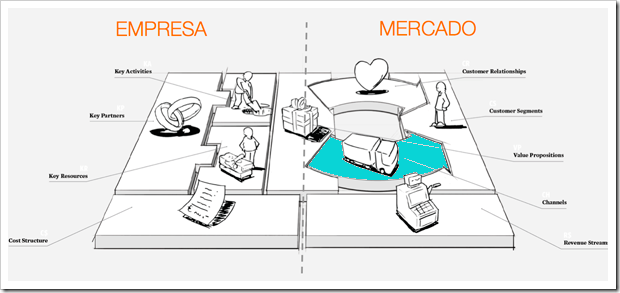 EMPRESA
MERCADO
Key Activities
Customer Relationships
Key Partners
Customer Segments
Value Propositions
Key Resources
Channels
Cost Structure
Revenue Stream